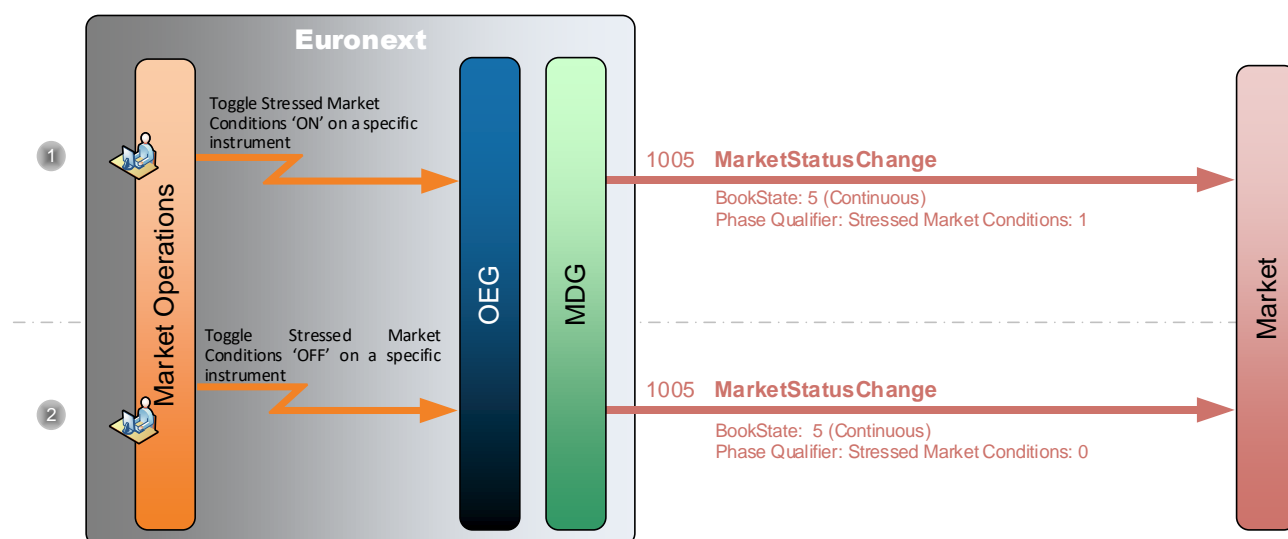 Euronext
Toggle Stressed Market
Conditions ‘ON’ on a specific
instrument
1
1005 MarketStatusChange
BookState: 5 (Continuous)
Phase Qualifier: Stressed Market Conditions: 1
Market Operations
OEG
MDG
Market
Toggle Stressed Market
Conditions ‘OFF’ on a specific
instrument
2
1005 MarketStatusChange
BookState: 5 (Continuous)
Phase Qualifier: Stressed Market Conditions: 0